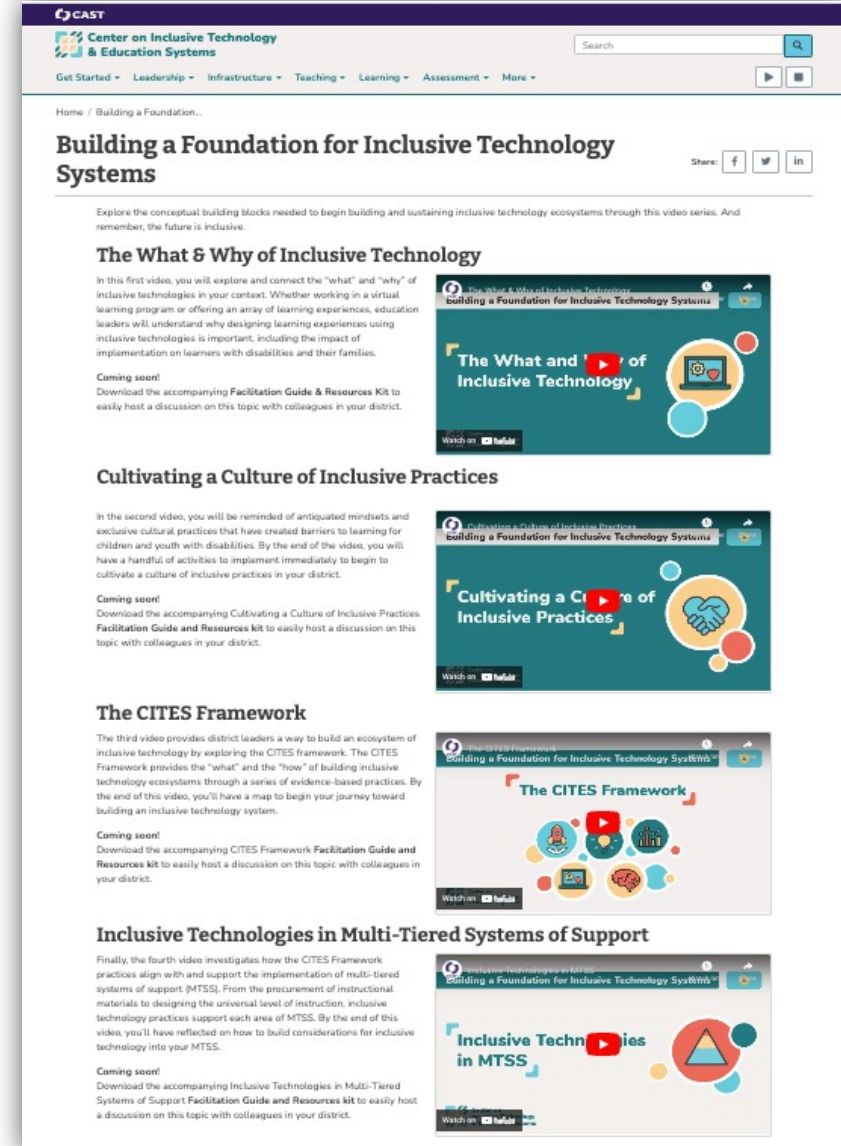 CAST
Center on Inclusive Technology
& Education Systems
Search
Get Started
Leadership
Infrastructure
Teaching
Learning
Assessment
More
Home / Building a Foundation...
Building a Foundation for Inclusive Technology
Systems
Share:
f
in
Explore the conceptual building blocks needed to begin building and sustaining inclusive technology ecosystems through this video series. And
remember, the future is inclusive.
The What & Why of Inclusive Technology
In this first video, you will explore and connect the "what" and "why" of
inclusive technologies in your context. Whether working in a virtual
learning program or offering an array of learning experiences, education
leaders will understand why designing learning experiences using
inclusive technologies is important, including the impact of
implementation on learners with disabilities and their families.
Coming soon!
Download the accompanying Facilitation Guide & Resources Kit to
easily host a discussion on this topic with colleagues in your district.
The What & Why of Inclusive Technology
Building a Foundation for Inclusive Technology Systems
The What and of
Inclusive Technology
Watch on YouTube
Cultivating a Culture of Inclusive Practices
In the second video, you will be reminded of antiquated mindsets and
exclusive cultural practices that have created barriers to learning for
children and youth with disabilities. By the end of the video, you will
have a handful of activities to implement immediately to begin to
cultivate a culture of inclusive practices in your district.
Coming soon!
Download the accompanying Cultivating a Culture of Inclusive Practices
Facilitation Guide and Resources kit to easily host a discussion on this
topic with colleagues in your district.
Cultivating a Culture of Inclusive Practices
Building a Foundation for Inclusive Technology Systems
Cultivating a of
Inclusive Practices
Watch on YouTube
The CITES Framework
The third video provides district leaders a way to build an ecosystem of
inclusive technology by exploring the CITES framework. The CITES
Framework provides the "what" and the "how" of building inclusive
technology ecosystems through a series of evidence-based practices. By
the end of this video, you'll have a map to begin your journey toward
building an inclusive technology system.
Coming soon!
Download the accompanying CITES Framework Facilitation Guide and
Resources kit to easily host a discussion on this topic with colleagues in
your district.
The CITES Framework
Building a Foundation for Inclusive Technology Systems
The CITES Framework
Watch on YouTube
Inclusive Technologies in Multi-Tiered Systems of Support
Finally, the fourth video investigates how the CITES Framework
practices align with and support the implementation of multi-tiered
systems of support (MTSS). From the procurement of instructional
materials to designing the universal level of instruction, inclusive
technology practices support each area of MTSS. By the end of this
video, you'll have reflected on how to build considerations for inclusive
technology into your MTSS.
Coming soon!
Download the accompanying Inclusive Technologies in Multi-Tiered
Systems of Support Facilitation Guide and Resources kit to easily host
a discussion on this topic with colleagues in your district.
Inclusive Technologies in MTSS
Building a Foundation for Inclusive Technology Systems
Inclusive
in MTSS
Watch on YouTube